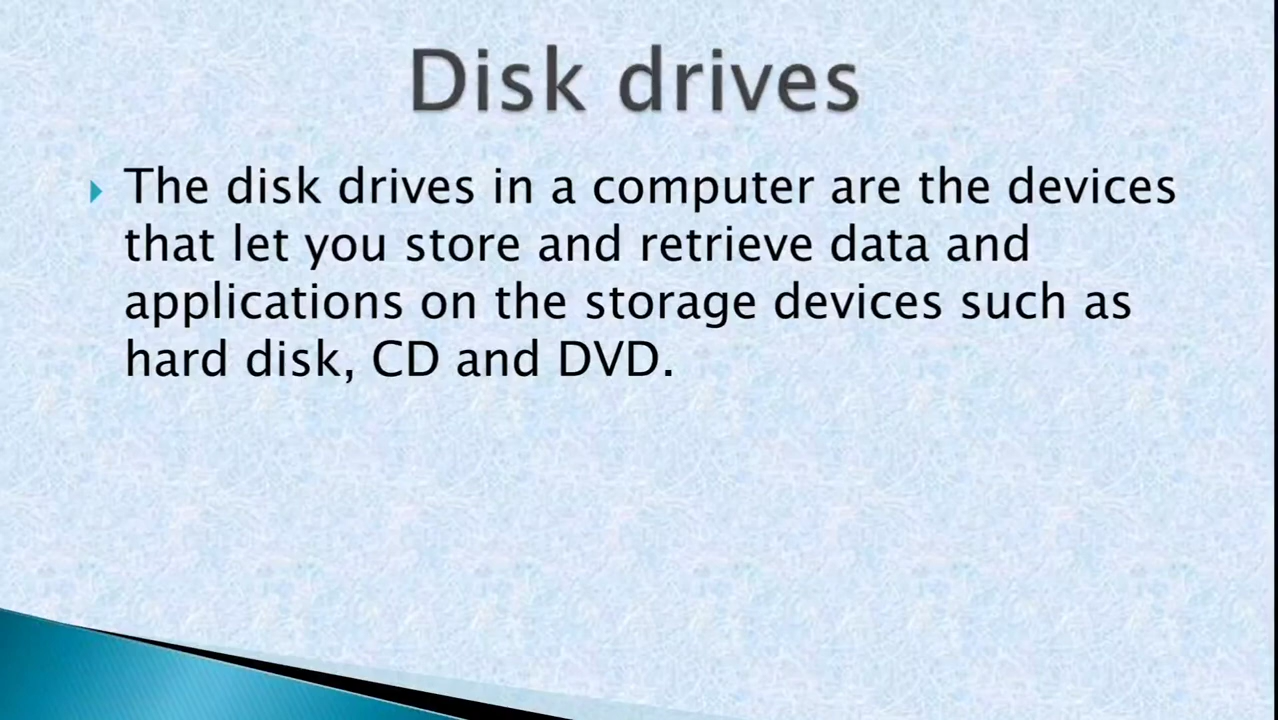 Disk drives
The disk drives in a computer are the devices
that let you store and retrieve data and
applications on the storage devices such as
hard disk, CD and DVD.